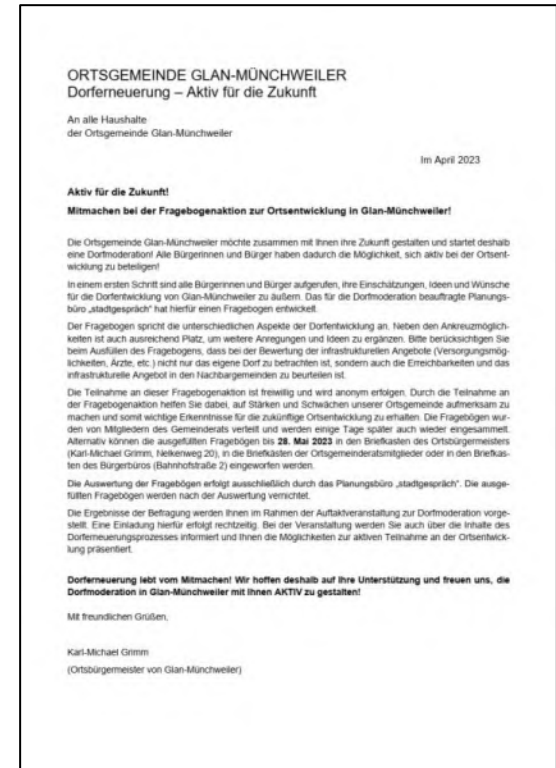 ORTSGEMEINDE GLAN-MÜNCHWEILER
Dorferneuerung – Aktiv für die Zukunft
An alle Haushalte
der Ortsgemeinde Glan-Münchweiler
Im April 2023
Aktiv für die Zukunft!
Mitmachen bei der Fragebogenaktion zur Ortsentwicklung in Glan-Münchweiler!
Die Ortsgemeinde Glan-Münchweiler möchte zusammen mit Ihnen ihre Zukunft gestalten und startet deshalb
eine Dorfmoderation! Alle Bürgerinnen und Bürger haben dadurch die Möglichkeit, sich aktiv bei der Ortsent-
wicklung zu beteiligen!
In einem ersten Schritt sind alle Bürgerinnen und Bürger aufgerufen, ihre Einschätzungen, Ideen und Wünsche
für die Dorfentwicklung von Glan-Münchweiler zu äußern. Das für die Dorfmoderation beauftragte Planungs-
büro „stadtgespräch“ hat hierfür einen Fragebogen entwickelt.
Der Fragebogen spricht die unterschiedlichen Aspekte der Dorfentwicklung an. Neben den Ankreuzmöglich-
keiten ist auch ausreichend Platz, um weitere Anregungen und Ideen zu ergänzen. Bitte berücksichtigen Sie
beim Ausfüllen des Fragebogens, dass bei der Bewertung der infrastrukturellen Angebote (Versorgungsmög-
lichkeiten, Ärzte, etc.) nicht nur das eigene Dorf zu betrachten ist, sondern auch die Erreichbarkeiten und das
infrastrukturelle Angebot in den Nachbargemeinden zu beurteilen ist.
Die Teilnahme an dieser Fragebogenaktion ist freiwillig und wird anonym erfolgen. Durch die Teilnahme an
der Fragebogenaktion helfen Sie dabei, auf Stärken und Schwächen unserer Ortsgemeinde aufmerksam zu
machen und somit wichtige Erkenntnisse für die zukünftige Ortsentwicklung zu erhalten. Die Fragebögen wur-
den von Mitgliedern des Gemeinderats verteilt und werden einige Tage später auch wieder eingesammelt.
Alternativ können die ausgefüllten Fragebögen bis 28. Mai 2023 in den Briefkasten des Ortsbürgermeisters
(Karl-Michael Grimm, Nelkenweg 20), in die Briefkästen der Ortsgemeinderatsmitglieder oder in den Briefkas-
ten des Bürgerbüros (Bahnhofstraße 2) eingeworfen werden.
Die Auswertung der Fragebögen erfolgt ausschließlich durch das Planungsbüro „stadtgespräch“. Die ausge-
füllten Fragebögen werden nach der Auswertung vernichtet.
Die Ergebnisse der Befragung werden Ihnen im Rahmen der Auftaktveranstaltung zur Dorfmoderation vorge-
stellt. Eine Einladung hierfür erfolgt rechtzeitig. Bei der Veranstaltung werden Sie auch über die Inhalte des
Dorferneuerungsprozesses informiert und Ihnen die Möglichkeiten zur aktiven Teilnahme an der Ortsentwick-
lung präsentiert.
Dorferneuerung lebt vom Mitmachen! Wir hoffen deshalb auf Ihre Unterstützung und freuen uns, die
Dorfmoderation in Glan-Münchweiler mit Ihnen AKTIV zu gestalten!
Mit freundlichen Grüßen,
Karl-Michael Grimm
(Ortsbürgermeister von Glan-Münchweiler)